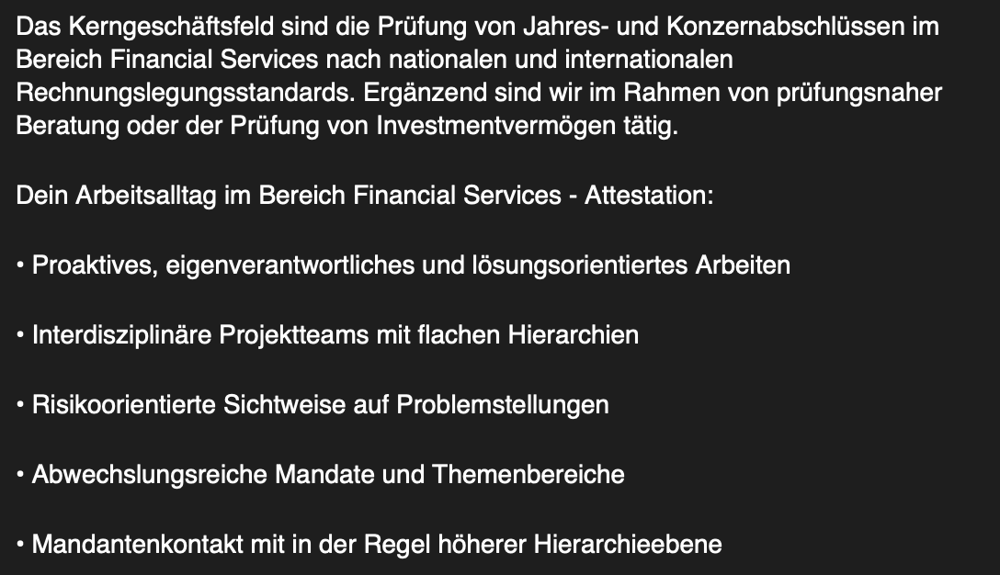 Das Kerngeschäftsfeld sind die Prüfung von Jahres- und Konzernabschlüssen im
Bereich Financial Services nach nationalen und internationalen
Rechnungslegungsstandards. Ergänzend sind wir im Rahmen von prüfungsnaher
Beratung oder der Prüfung von Investmentvermögen tätig.
Dein Arbeitsalltag im Bereich Financial Services - Attestation:
• Proaktives, eigenverantwortliches und lösungsorientiertes Arbeiten
• Interdisziplinäre Projektteams mit flachen Hierarchien
• Risikoorientierte Sichtweise auf Problemstellungen
• Abwechslungsreiche Mandate und Themenbereiche
• Mandantenkontakt mit in der Regel höherer Hierarchieebene